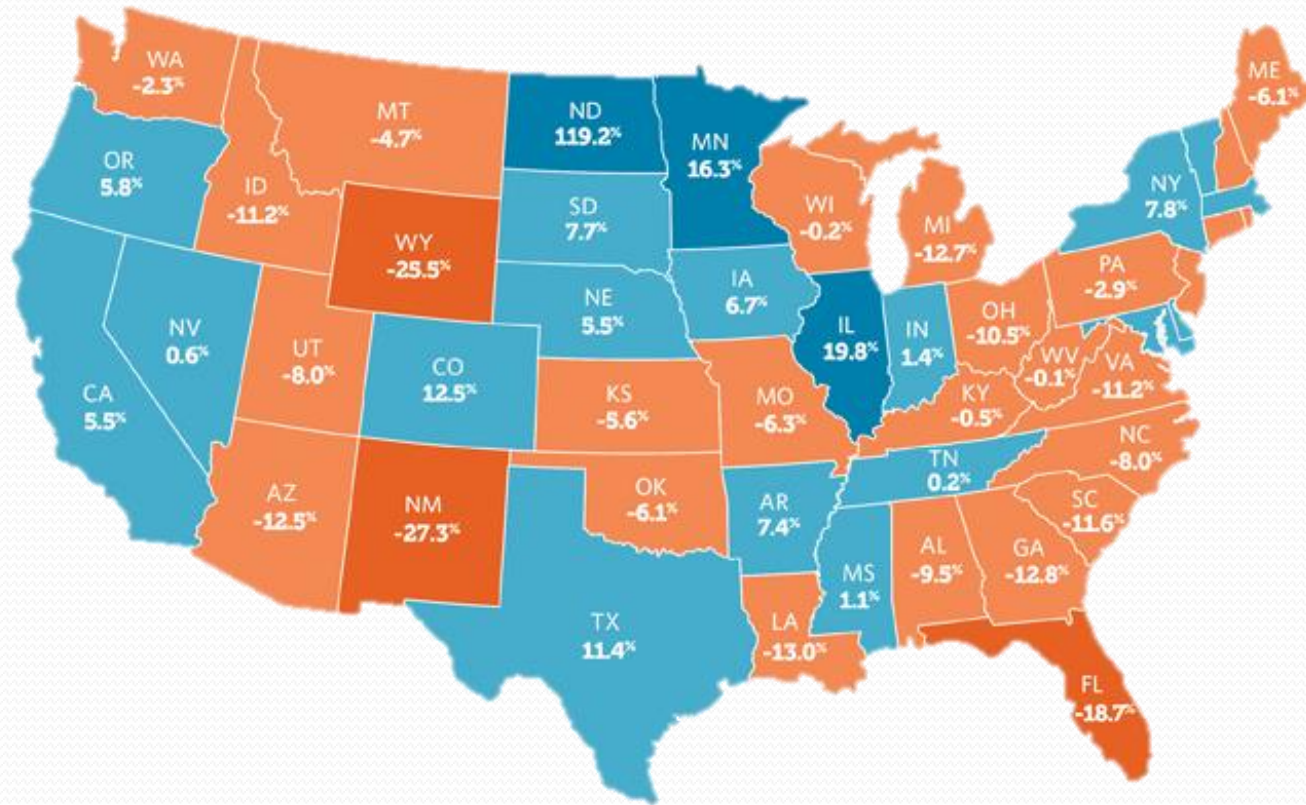 WA
-2.3%
MT
-4.7%
ND
119.2%
MN
16.3%
ME
-6.1%
OR
5.8%
ID
-11.2%
WY
-25.5%
SD
7.7%
WI
-0.2%
MI
-12.7%
NY
7.8%
NV
0.6%
UT
-8.0%
CO
12.5%
NE
5.5%
IA
6.7%
IL
19.8%
IN
1.4%
OH
-10.5%
PA
-2.9%
CA
5.5%
KS
-5.6%
MO
-6.3%
KY
-0.5%
WV
-0.1%
VA
-11.2%
AZ
-12.5%
NM
-27.3%
OK
-6.1%
AR
7.4%
TN
0.2%
NC
-8.0%
SC
-11.6%
TX
11.4%
LA
-13.0%
MS
1.1%
AL
-9.5%
GA
-12.8%
FL
-18.7%